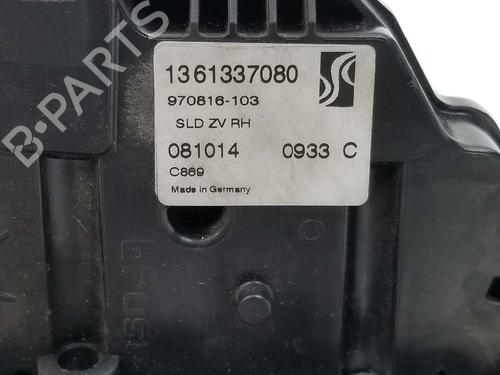 1361337080
970816-103
SLD ZV RH
081014 0933 C
C869
Made in Germany
B-PARTS